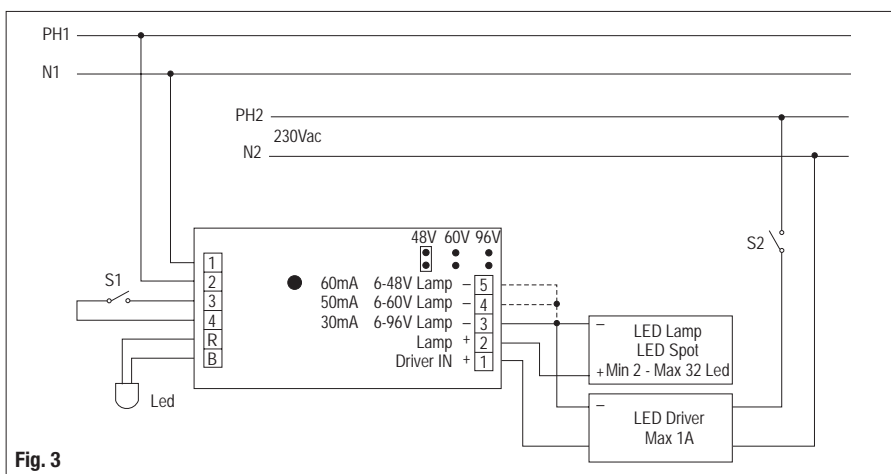 PH1
N1
PH2
230Vac
N2
S2
48V 60V 96V
1
2
3
4
R
B
S1
Led
60mA 6-48V Lamp – 5
50mA 6-60V Lamp – 4
30mA 6-96V Lamp – 3
Lamp + 2
Driver IN + 1
– LED Lamp
LED Spot
+ Min 2 - Max 32 Led
– LED Driver
Max 1A
Fig. 3